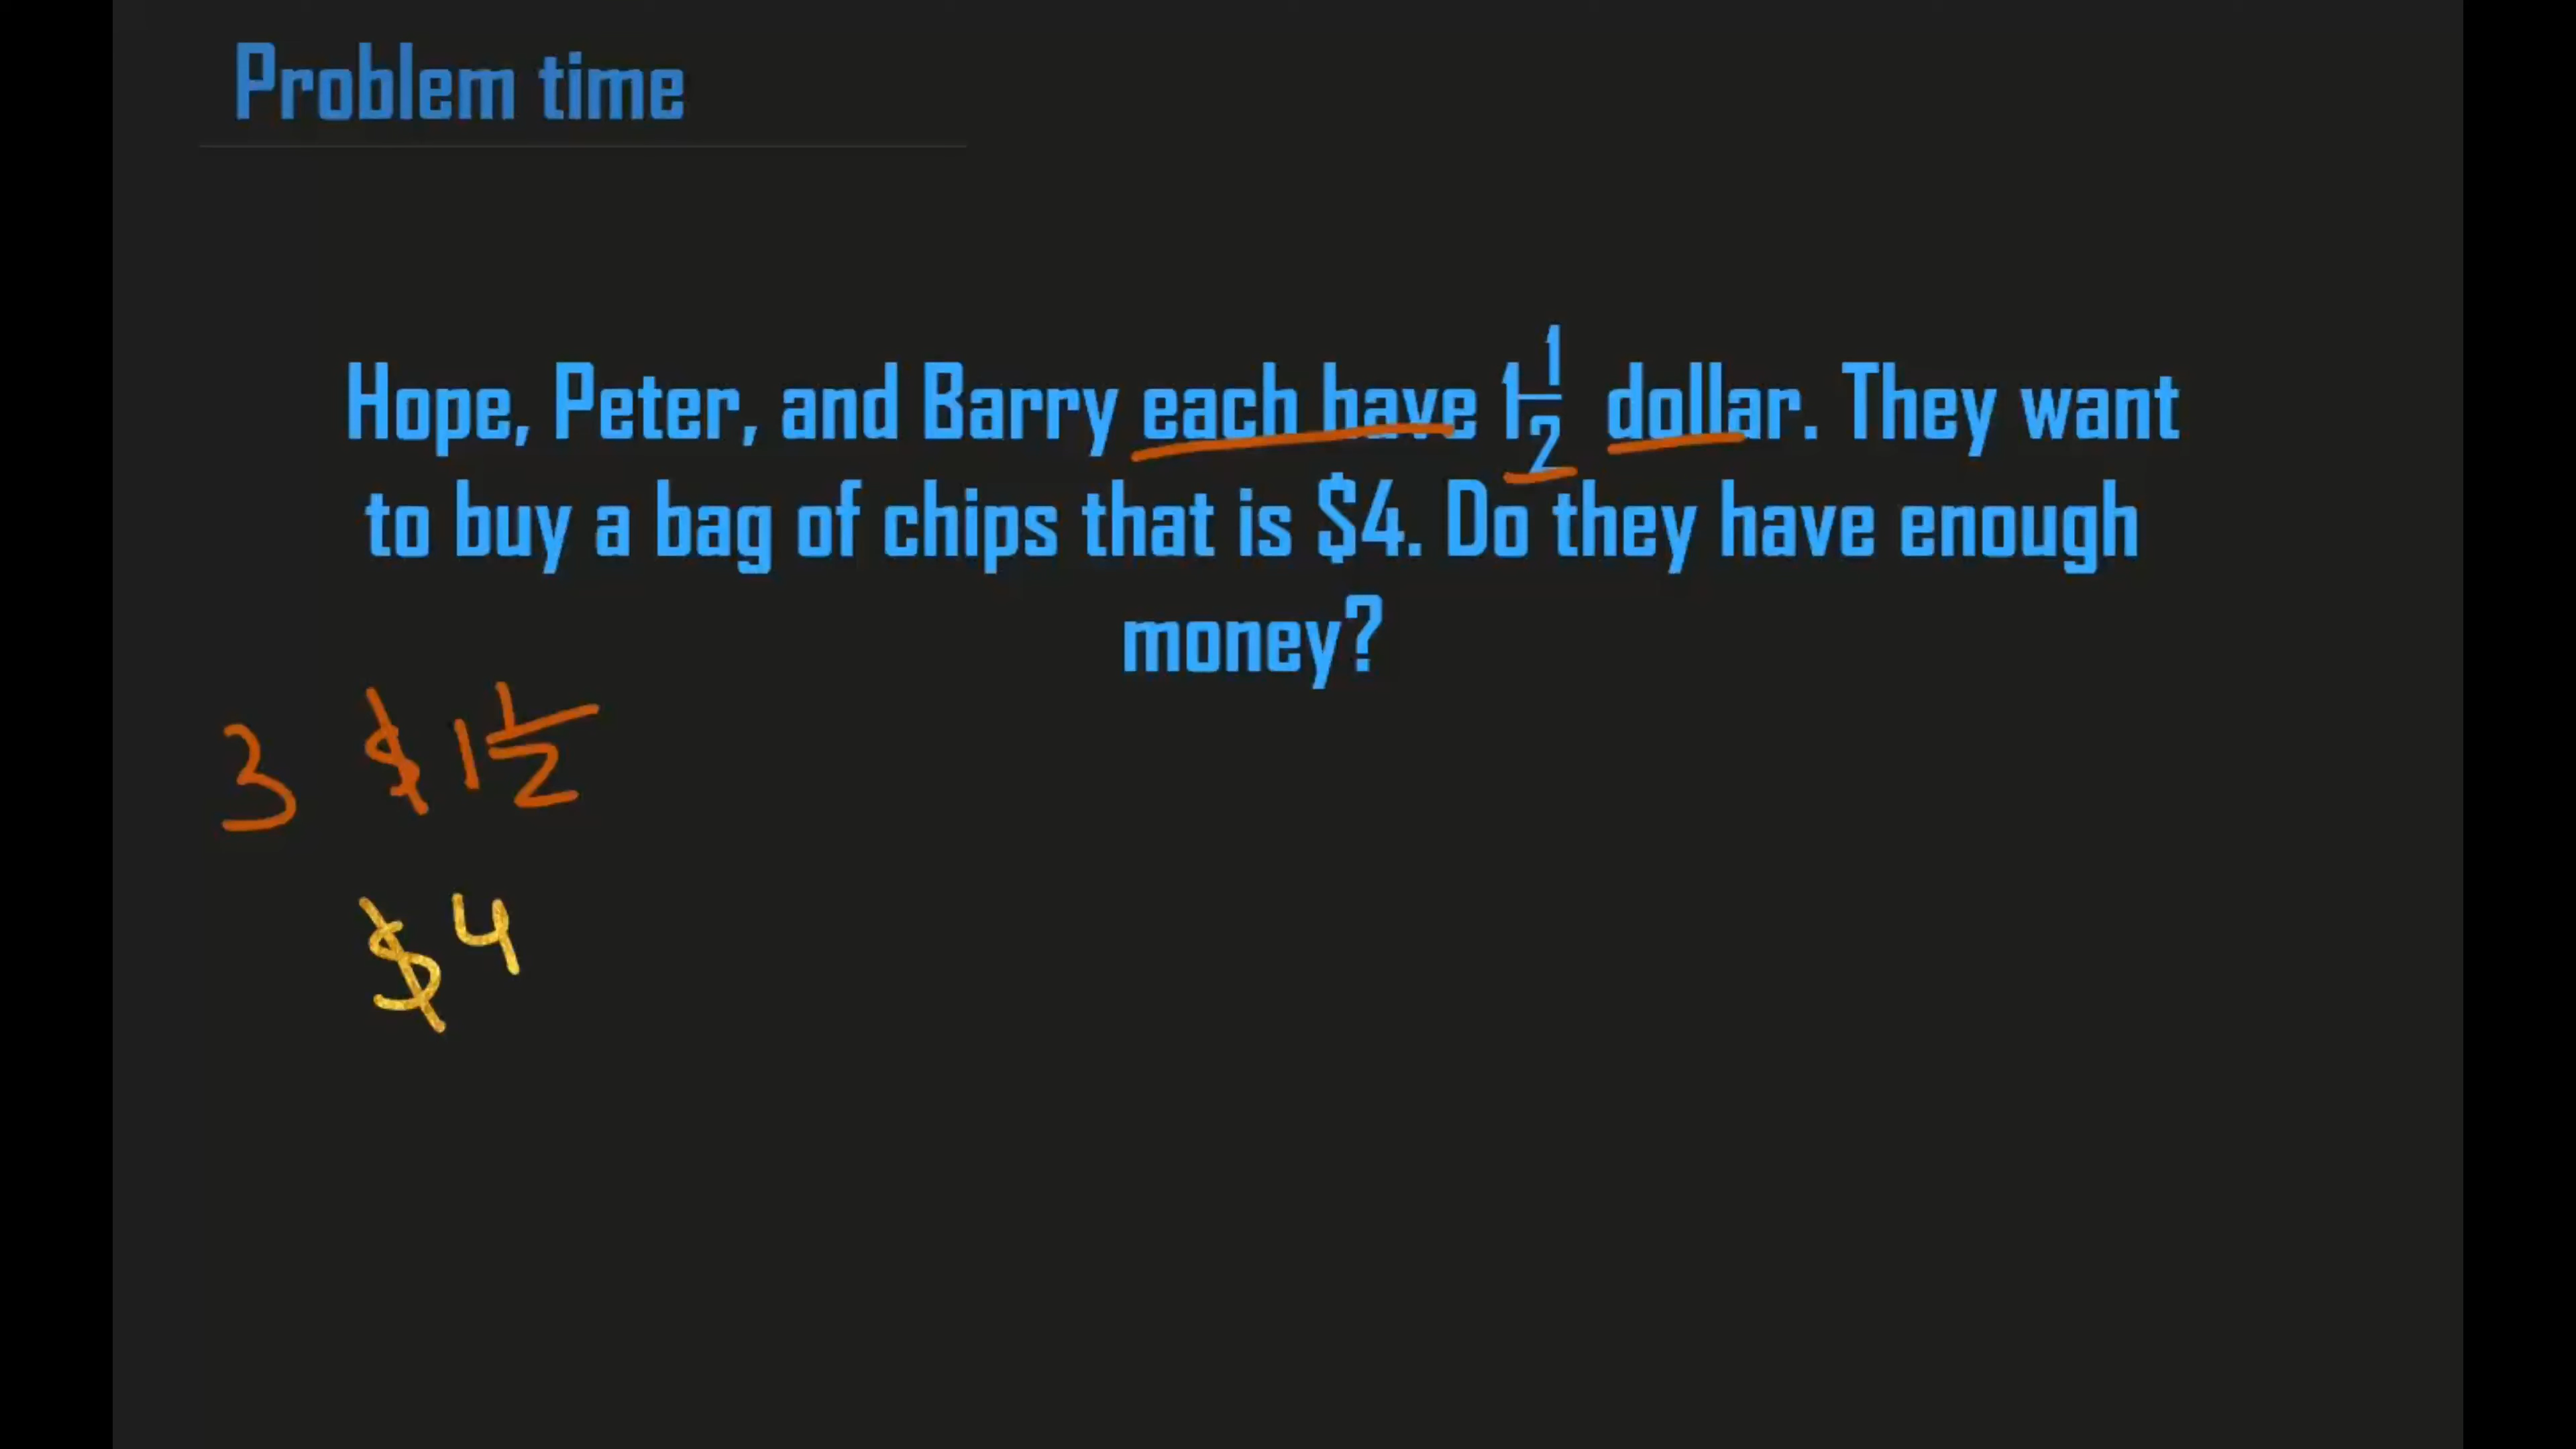 Problem time
Hope, Peter, and Barry each have 1 1/2 dollar. They want
to buy a bag of chips that is $4. Do they have enough
money?
3 $1 1/2
$4